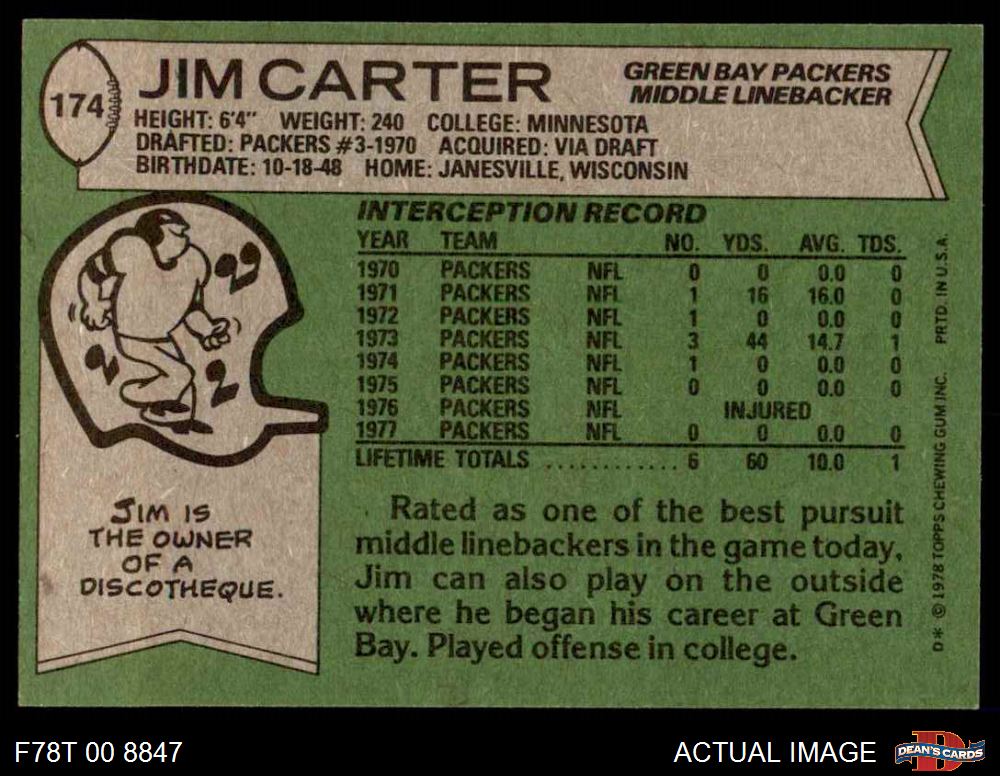 174
JIM CARTER
GREEN BAY PACKERS
MIDDLE LINEBACKER
HEIGHT: 6'4" WEIGHT: 240 COLLEGE: MINNESOTA
DRAFTED: PACKERS #3-1970 ACQUIRED: VIA DRAFT
BIRTHDATE: 10-18-48 HOME: JANESVILLE, WISCONSIN
INTERCEPTION RECORD
YEAR TEAM NO. YDS. AVG. TDS.
1970 PACKERS NFL 0 0 0.0 0
1971 PACKERS NFL 1 16 16.0 0
1972 PACKERS NFL 1 0 0.0 0
1973 PACKERS NFL 3 44 14.7 1
1974 PACKERS NFL 1 0 0.0 0
1975 PACKERS NFL 0 0 0.0 0
1976 PACKERS NFL INJURED
1977 PACKERS NFL 0 0 0.0 0
LIFETIME TOTALS ............. 6 60 10.0 1
JIM IS
THE OWNER
OF A
DISCOTHEQUE.
Rated as one of the best pursuit
middle linebackers in the game today,
Jim can also play on the outside
where he began his career at Green
Bay. Played offense in college.
D* © 1978 TOPPS CHEWING GUM INC. PRTD. IN U.S.A.
F78T 00 8847
ACTUAL IMAGE
DEAN'S CARDS